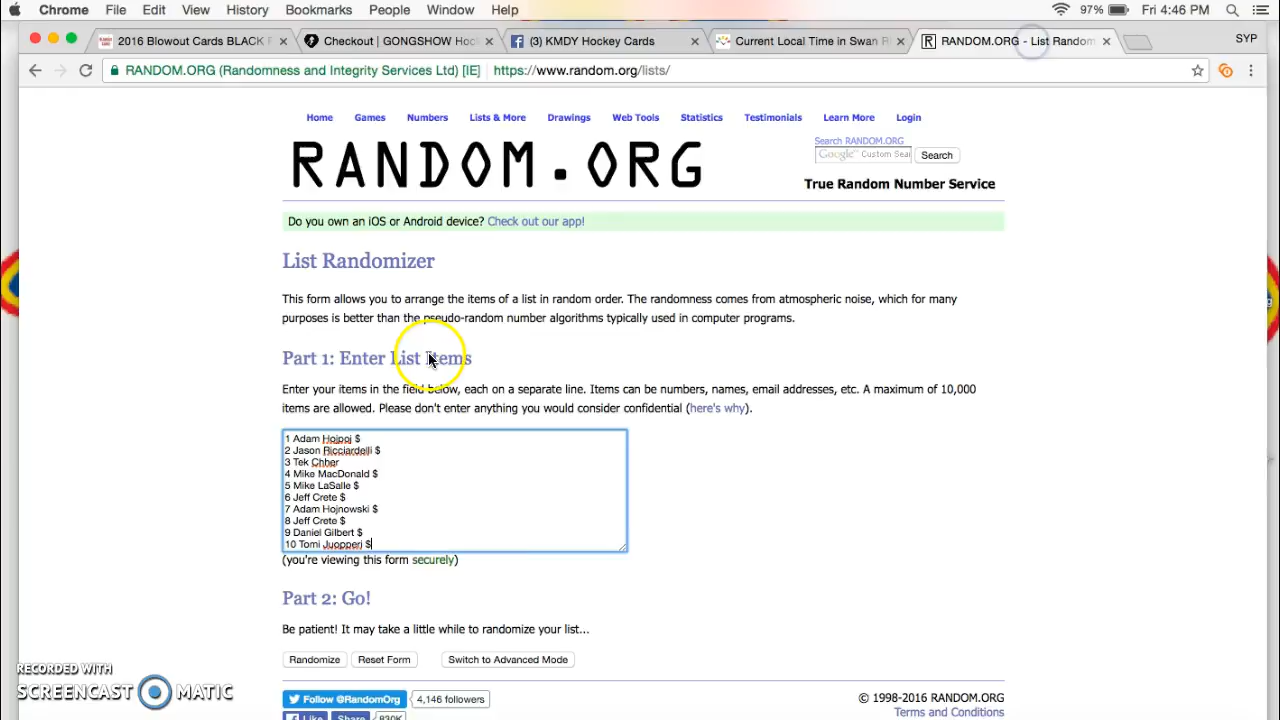 Chrome File Edit View History Bookmarks People Window Help 97% Fri 4:46 PM
2016 Blowout Cards BLACK F Checkout | GONGSHOW Hoc (3) KMDY Hockey Cards Current Local Time in Swan R RANDOM.ORG - List Random SYP
RANDOM.ORG (Randomness and Integrity Services Ltd) [IE] https://www.random.org/lists/
Home Games Numbers Lists & More Drawings Web Tools Statistics Testimonials Learn More Login
Search RANDOM.ORG
Google Custom Sear Search
RANDOM.ORG
True Random Number Service
Do you own an iOS or Android device? Check out our app!
List Randomizer
This form allows you to arrange the items of a list in random order. The randomness comes from atmospheric noise, which for many
purposes is better than the pseudo-random number algorithms typically used in computer programs.
Part 1: Enter List Items
Enter your items in the field below, each on a separate line. Items can be numbers, names, email addresses, etc. A maximum of 10,000
items are allowed. Please don't enter anything you would consider confidential (here's why).
1 Adam Hojpoj $
2 Jason Ricciardelli $
3 Tek Chher
4 Mike MacDonald $
5 Mike LaSalle $
6 Jeff Crete $
7 Adam Hojnowski $
8 Jeff Crete $
9 Daniel Gilbert $
10 Tomi Juopperi $
(you're viewing this form securely)
Part 2: Go!
Be patient! It may take a little while to randomize your list...
Randomize Reset Form Switch to Advanced Mode
RECORDED WITH
SCREENCAST MATIC
Follow @RandomOrg 4,146 followers
© 1998-2016 RANDOM.ORG
Like Share 830K
Terms and Conditions